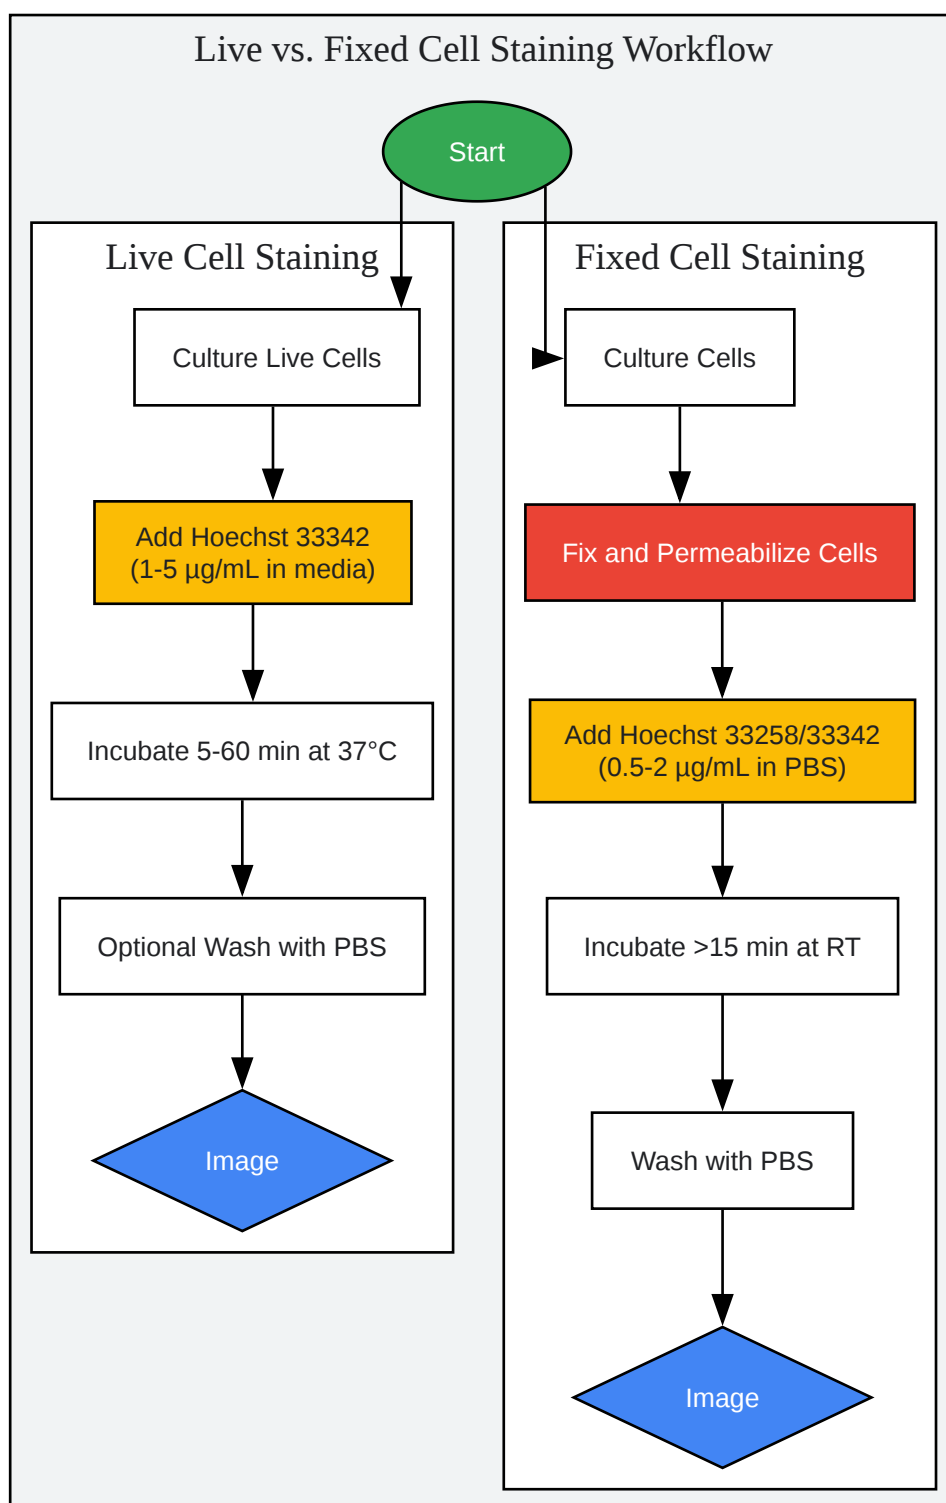 Live vs. Fixed Cell Staining Workflow
Start
Live Cell Staining
Culture Live Cells
Add Hoechst 33342
(1-5 µg/mL in media)
Incubate 5-60 min at 37°C
Optional Wash with PBS
Image
Fixed Cell Staining
Culture Cells
Fix and Permeabilize Cells
Add Hoechst 33258/33342
(0.5-2 µg/mL in PBS)
Incubate >15 min at RT
Wash with PBS
Image